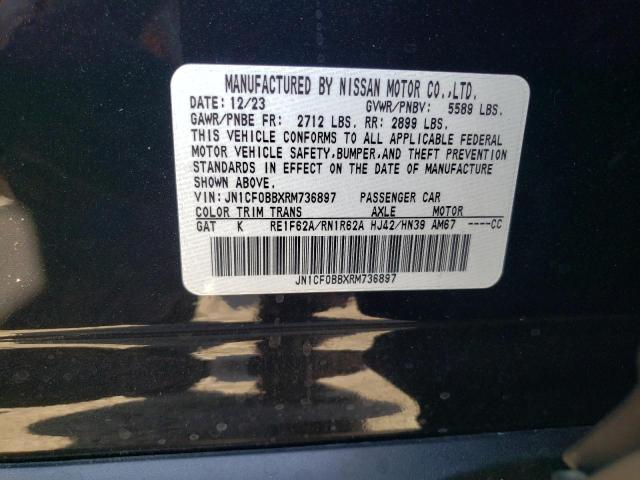 MANUFACTURED BY NISSAN MOTOR CO.,LTD.
DATE: 12/23 GVWR/PNBV: 5589 LBS.
GAWR/PNBE FR: 2712 LBS. RR: 2899 LBS.
THIS VEHICLE CONFORMS TO ALL APPLICABLE FEDERAL
MOTOR VEHICLE SAFETY, BUMPER, AND THEFT PREVENTION
STANDARDS IN EFFECT ON THE DATE OF MANUFACTURE
SHOWN ABOVE.
VIN: JN1CF0BBXRM736897 PASSENGER CAR
COLOR TRIM TRANS AXLE MOTOR
GAT K RE1F62A/RN1R62A HJ42/HN39 AM67 ----CC
JN1CF0BBXRM736897